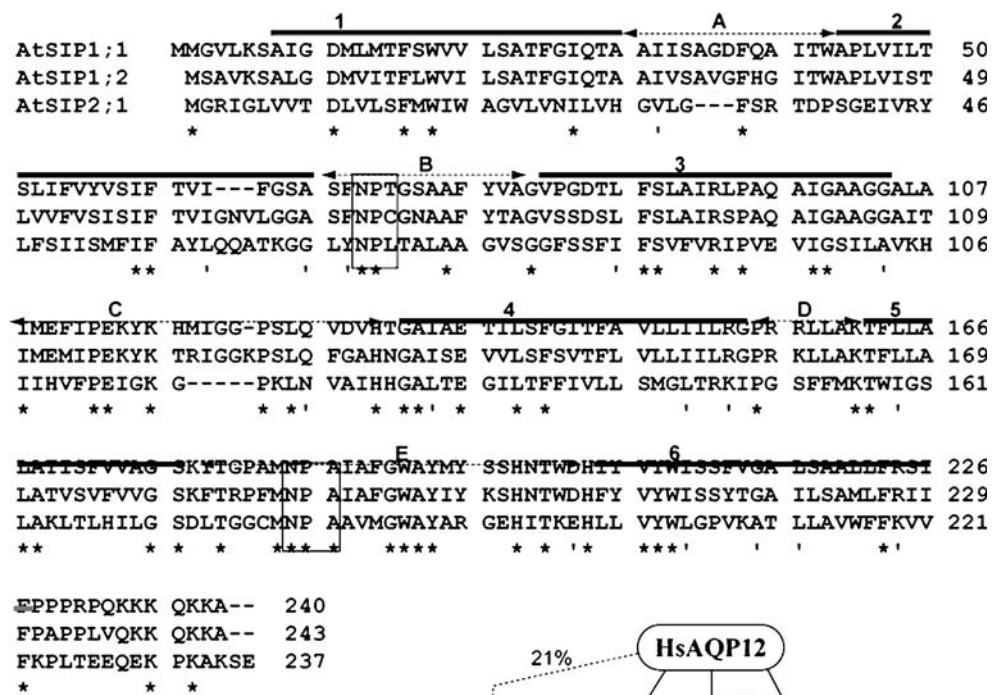 1 A 2
AtSIP1;1 MMGVLKSAIG DMLMTFSWVV LSATFGIQTA AIISAGDFQA ITWAPLVILT 50
AtSIP1;2 MSAVKSALG DMVITFLWVI LSATFGIQTA AIVSAVGFHG ITWAPLVIST 49
AtSIP2;1 MGRIGLVVT DLVLSFMWIW AGVLVNILVH GVLG---FSR TDPSGEIVRY 46
* * * * * ' *
B 3
SLIFVYVSIF TVI---FGSA SFNPTGSAAF YVAGVPGDTL FSLAIRLPAQ AIGAAGGALA 107
LVVFVSISIF TVIGNVLGGA SFNPCGNAAF YTAGVSSDSL FSLAIRSPAQ AIGAAGGAIT 109
LFSIISMFIF AYLQQATKGG LYNPLTALAA GVSGGFSSFI FSVFVRIPVE VIGSILAVKH 106
** ' ' '** * * ' ** * * ** '
C 4 D 5
IMEFIPEKYK HMIGG-PSLQ VDVHTGAIAE TILSFGITFA VLLIILRGPR RLLAKTFLLA 166
IMEMIPEKYK TRIGGKPSLQ FGAHNGAISE VVLSFSVTFL VLLIILRGPR KLLAKTFLLA 169
IIHVFPEIGK G-----PKLN VAIHHGALTE GILTFFIVLL SMGLTRKIPG SFFMKTWIGS 161
* ** * * *' * **' * * * ' ' * ** '
E 6
LATISFVVAG SKYTGPAMNP AIAFGWAYMY SSHNTWDHIY VYWISSFVGA LSAALLFRSI 226
LATVSVFVVG SKFTRPFMNP AIAFGWAYIY KSHNTWDHFY VYWISSYTGA ILSAMLFRII 229
LAKLTLHILG SDLTGGCMNP AAVMGWAYAR GEHITKEHLL VYWLGPVKAT LLAVWFFKVV 221
** * * * *** * **** * * '* ***' ' ' *'
FPPPRPQKKK QKKA-- 240
FPAPPLVQKK QKKA-- 243
FKPLTEEQEK PKAKSE 237
* * *
21%
HsAQP12